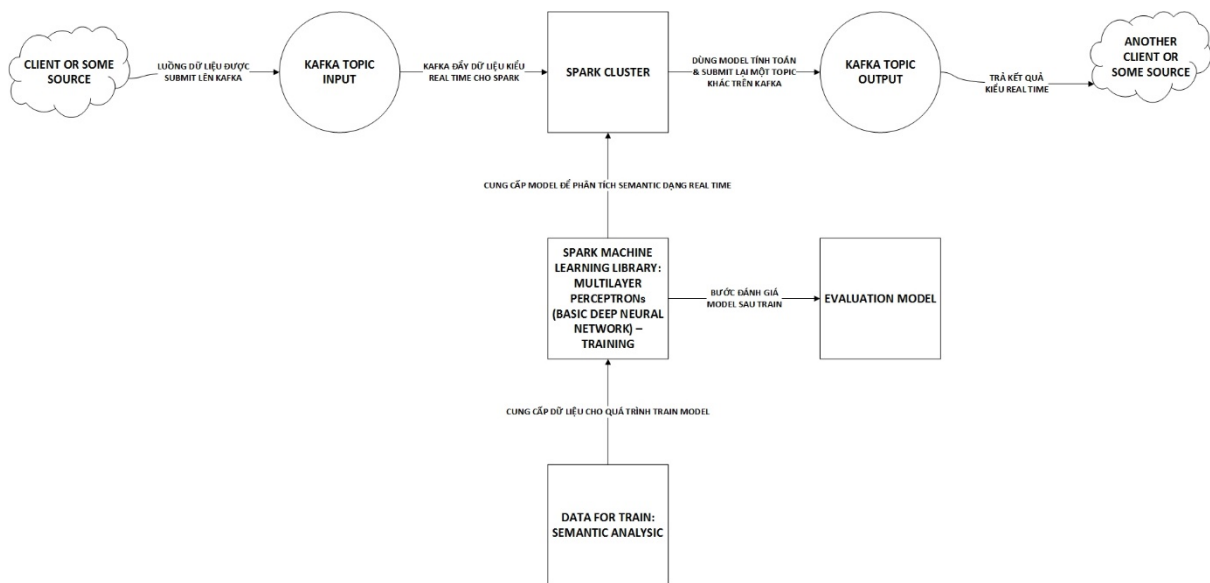 CLIENT OR SOME
SOURCE
LUỒNG DỮ LIỆU ĐƯỢC
SUBMIT LÊN KAFKA
KAFKA TOPIC
INPUT
KAFKA ĐẨY DỮ LIỆU KIỂU
REAL TIME CHO SPARK
SPARK CLUSTER
DÙNG MODEL TÍNH TOÁN
& SUBMIT LẠI MỘT TOPIC
KHÁC TRÊN KAFKA
KAFKA TOPIC
OUTPUT
TRẢ KẾT QUẢ
KIỂU REAL TIME
ANOTHER
CLIENT OR
SOME SOURCE
CUNG CẤP MODEL ĐỂ PHÂN TÍCH SEMANTIC DẠNG REAL TIME
SPARK MACHINE
LEARNING LIBRARY:
MULTILAYER
PERCEPTRONs
(BASIC DEEP NEURAL
NETWORK) –
TRAINING
BƯỚC ĐÁNH GIÁ
MODEL SAU TRAIN
EVALUATION MODEL
CUNG CẤP DỮ LIỆU CHO QUÁ TRÌNH TRAIN MODEL
DATA FOR TRAIN:
SEMANTIC ANALYSIC